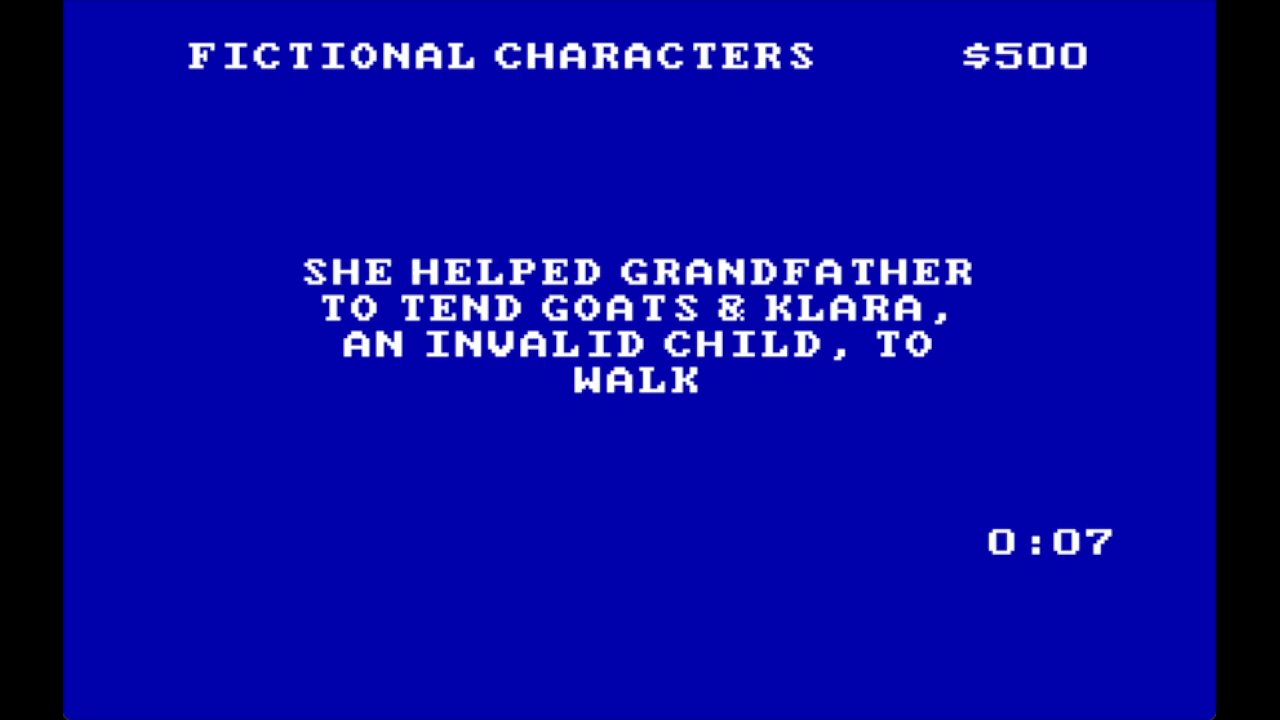 FICTIONAL CHARACTERS $500
SHE HELPED GRANDFATHER
TO TEND GOATS & KLARA,
AN INVALID CHILD, TO
WALK
0:07